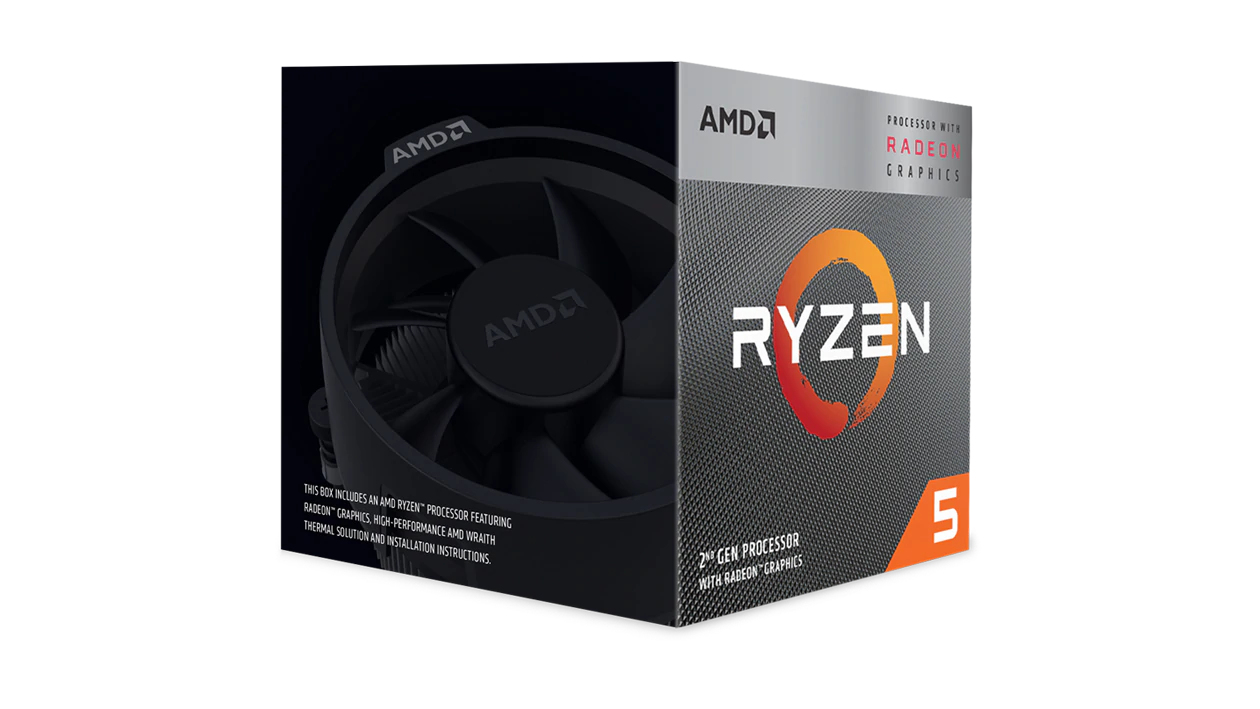 AMD
AMD
THIS BOX INCLUDES AN AMD RYZEN™ PROCESSOR FEATURING
RADEON™ GRAPHICS, HIGH-PERFORMANCE AMD WRAITH
THERMAL SOLUTION AND INSTALLATION INSTRUCTIONS.
AMD
PROCESSOR WITH
RADEON
GRAPHICS
RYZEN
5
2ND GEN PROCESSOR
WITH RADEON™ GRAPHICS